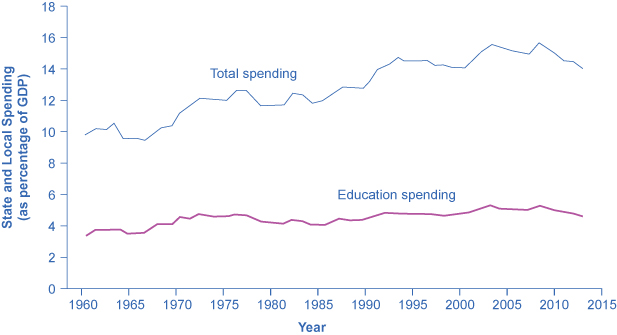 State and Local Spending
(as percentage of GDP)
18
16
14
12
10
8
6
4
2
0
Total spending
Education spending
1960 1965 1970 1975 1980 1985 1990 1995 2000 2005 2010 2015
Year